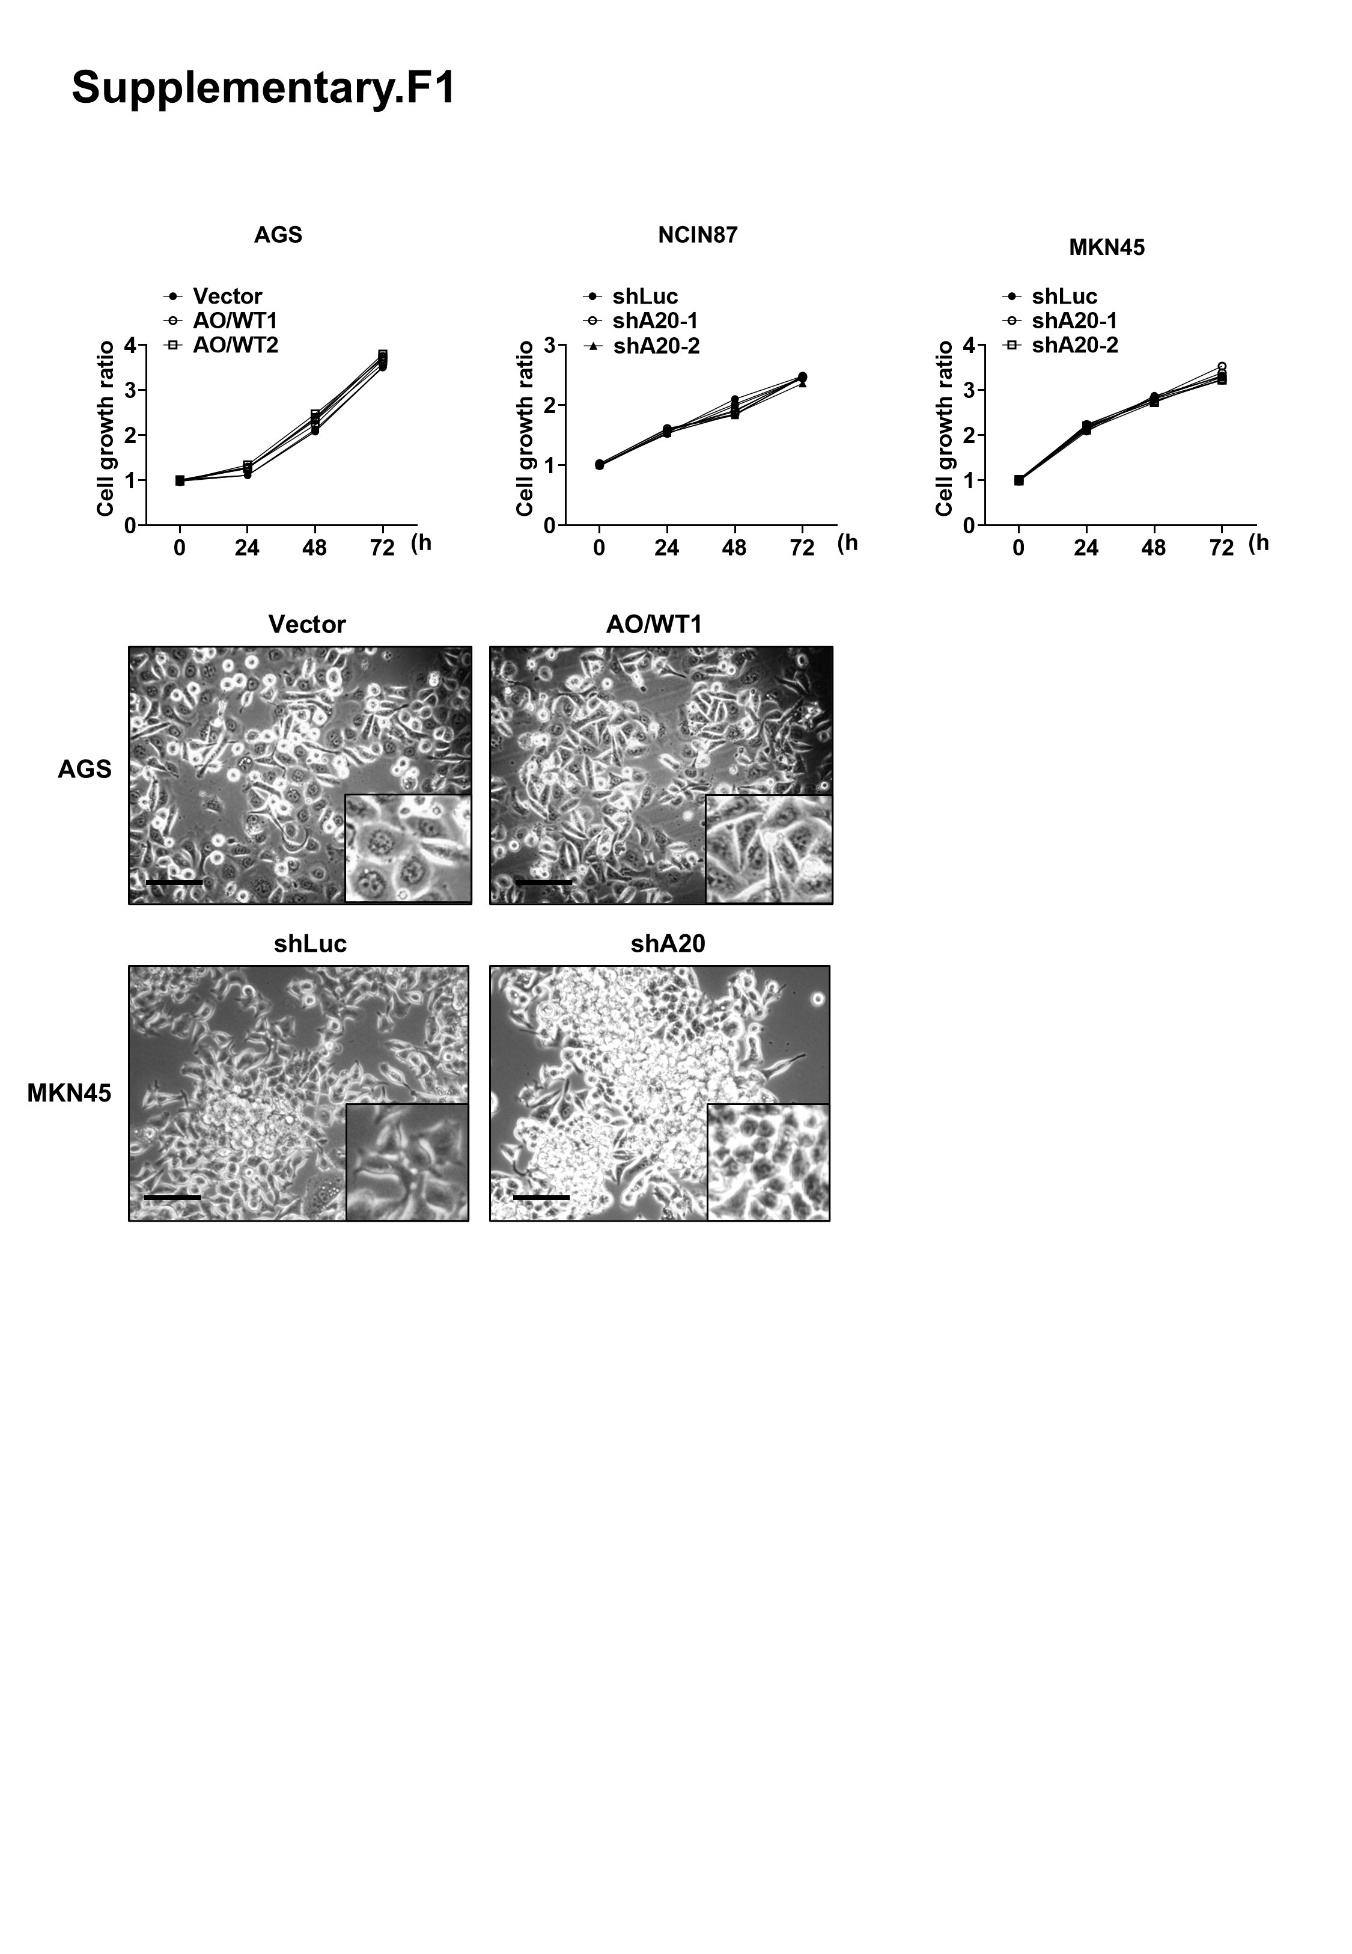 Supplementary.F1
AGS
Vector
AO/WT1
AO/WT2
Cell growth ratio
4
3
2
1
0
0 24 48 72 (h
NCIN87
shLuc
shA20-1
shA20-2
Cell growth ratio
3
2
1
0
0 24 48 72 (h
MKN45
shLuc
shA20-1
shA20-2
Cell growth ratio
4
3
2
1
0
0 24 48 72 (h
Vector AO/WT1
AGS
shLuc shA20
MKN45